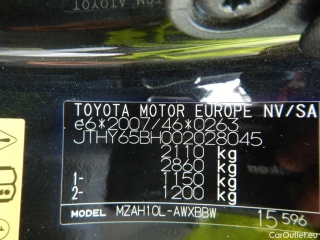 TOYOTA MOTOR EUROPE NV/SA
e6*2007/46*0263
JTHY65BH002028045
2110 kg
2860 kg
1- 1150 kg
2- 1200 kg
MODEL MZAH10L-AWXBBW
15 596
CarOutlet.eu